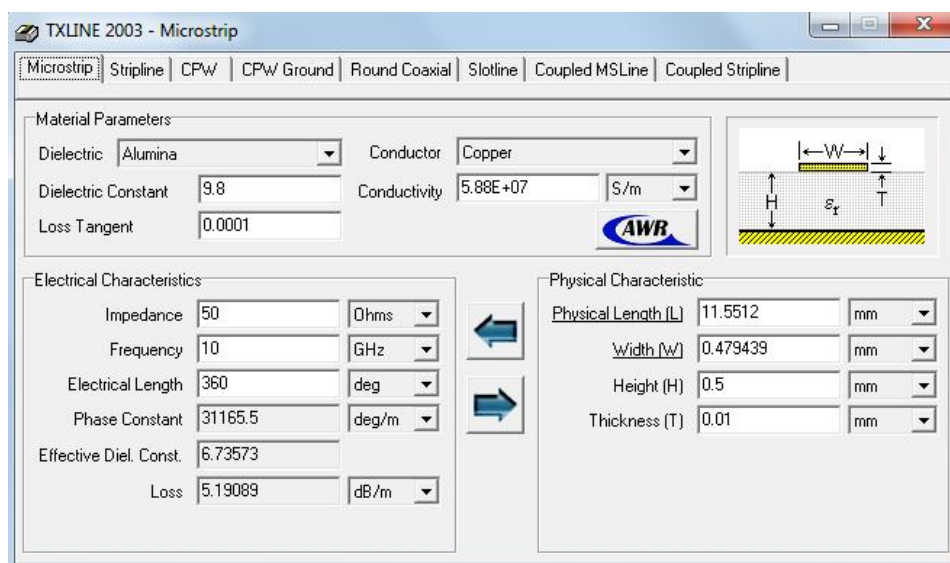 TXLINE 2003 - Microstrip
Microstrip Stripline CPW CPW Ground Round Coaxial Slotline Coupled MSLine Coupled Stripline
Material Parameters
Dielectric Alumina Conductor Copper
Dielectric Constant 9.8 Conductivity 5.88E+07 S/m
Loss Tangent 0.0001 AWR
W
H εr T
Electrical Characteristics
Impedance 50 Ohms
Frequency 10 GHz
Electrical Length 360 deg
Phase Constant 31165.5 deg/m
Effective Diel. Const. 6.73573
Loss 5.19089 dB/m
Physical Characteristic
Physical Length (L) 11.5512 mm
Width (W) 0.479439 mm
Height (H) 0.5 mm
Thickness (T) 0.01 mm